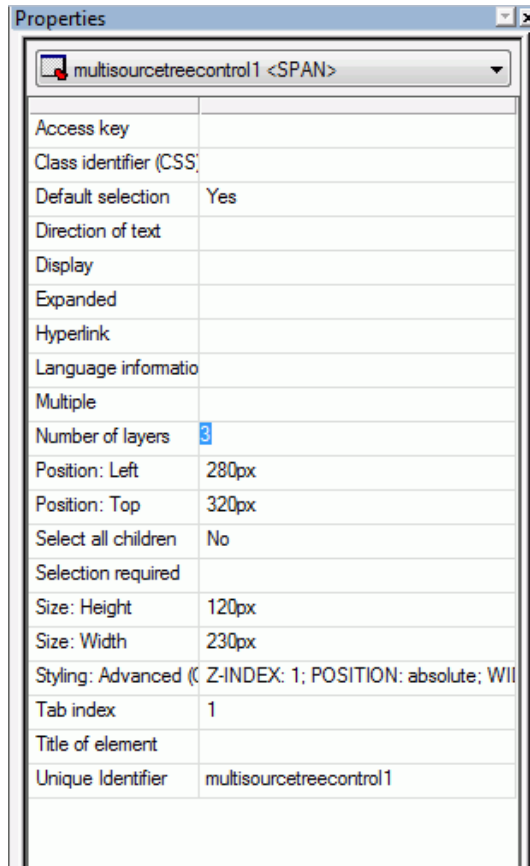 Properties
multisourcetreecontrol1 <SPAN>
Access key
Class identifier (CSS)
Default selection Yes
Direction of text
Display
Expanded
Hyperlink
Language informatio
Multiple
Number of layers 3
Position: Left 280px
Position: Top 320px
Select all children No
Selection required
Size: Height 120px
Size: Width 230px
Styling: Advanced (C Z-INDEX: 1; POSITION: absolute; WII
Tab index 1
Title of element
Unique Identifier multisourcetreecontrol1